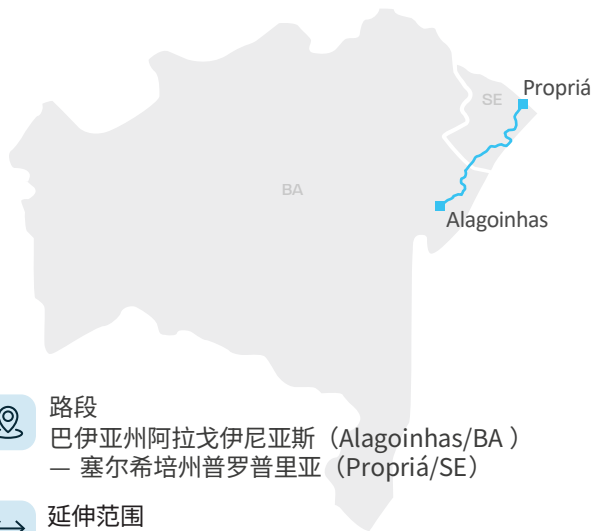 Propriá
SE
BA
Alagoinhas
路段
巴伊亚州阿拉戈伊尼亚斯（Alagoinhas/BA ）
— 塞尔希培州普罗普里亚（Propriá/SE）
延伸范围